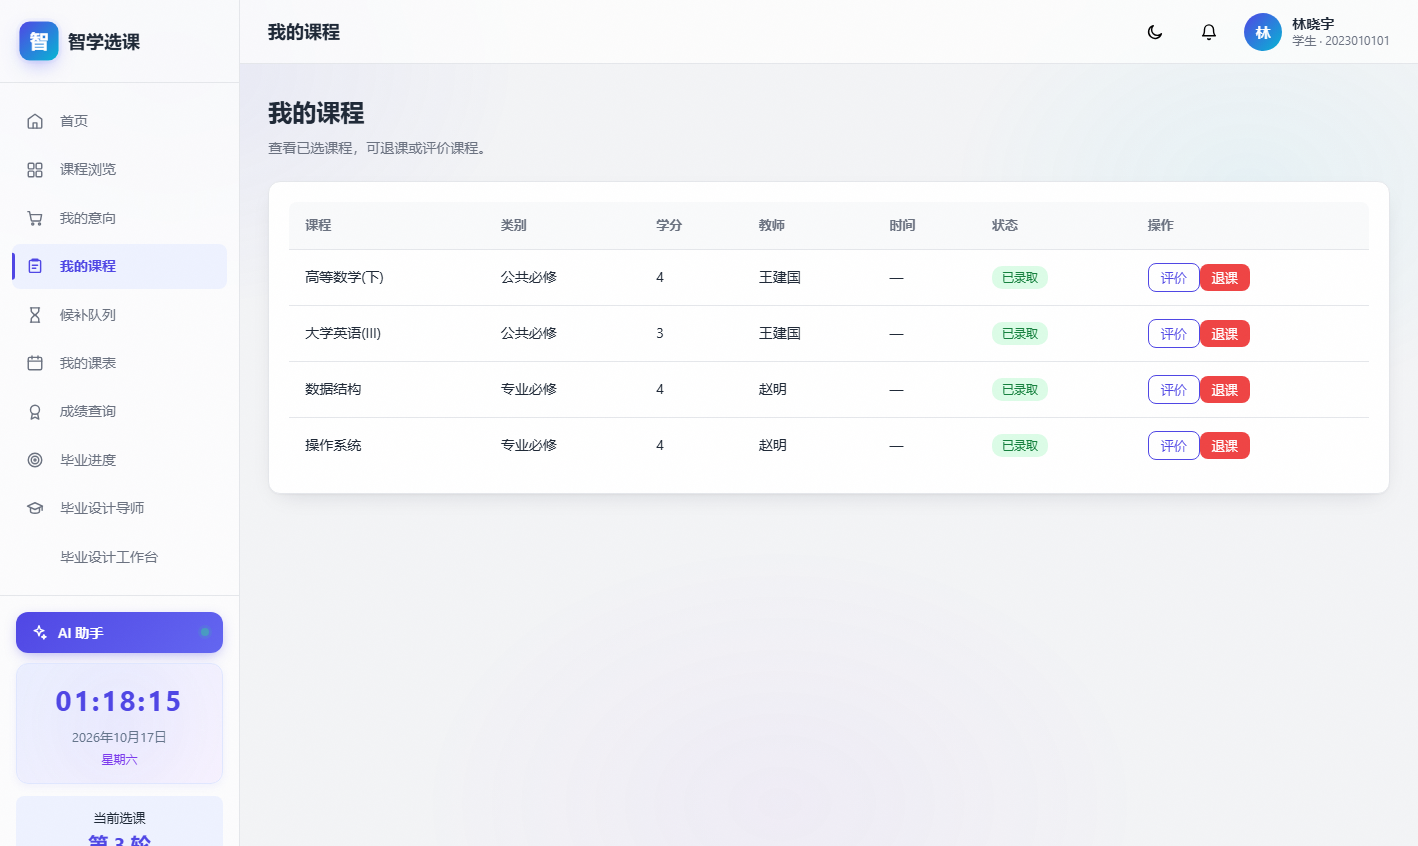 智 智学选课
首页
课程浏览
我的意向
我的课程
候补队列
我的课表
成绩查询
毕业进度
毕业设计导师
毕业设计工作台
AI 助手
01:18:15
2026年10月17日
星期六
当前选课
第 3 轮
我的课程
林 林晓宇
学生 · 2023010101
我的课程
查看已选课程，可退课或评价课程。
课程 类别 学分 教师 时间 状态 操作
高等数学(下) 公共必修 4 王建国 — 已录取 评价 退课
大学英语(III) 公共必修 3 王建国 — 已录取 评价 退课
数据结构 专业必修 4 赵明 — 已录取 评价 退课
操作系统 专业必修 4 赵明 — 已录取 评价 退课